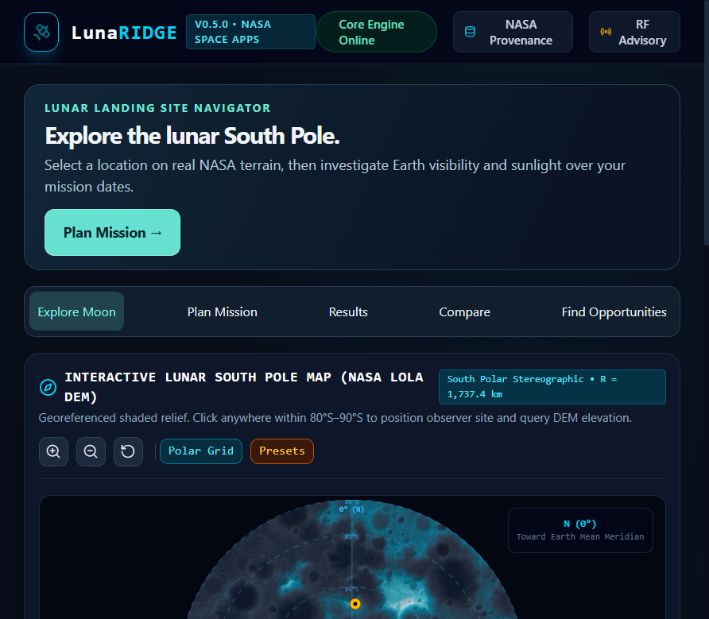 LunaRIDGE
V0.5.0 • NASA
SPACE APPS
Core Engine
Online
NASA
Provenance
RF
Advisory
LUNAR LANDING SITE NAVIGATOR
Explore the lunar South Pole.
Select a location on real NASA terrain, then investigate Earth visibility and sunlight over your
mission dates.
Plan Mission →
Explore Moon
Plan Mission
Results
Compare
Find Opportunities
INTERACTIVE LUNAR SOUTH POLE MAP (NASA LOLA
DEM)
South Polar Stereographic • R =
1,737.4 km
Georeferenced shaded relief. Click anywhere within 80°S–90°S to position observer site and query DEM elevation.
Polar Grid
Presets
0° (N)
N (0°)
Toward Earth Mean Meridian